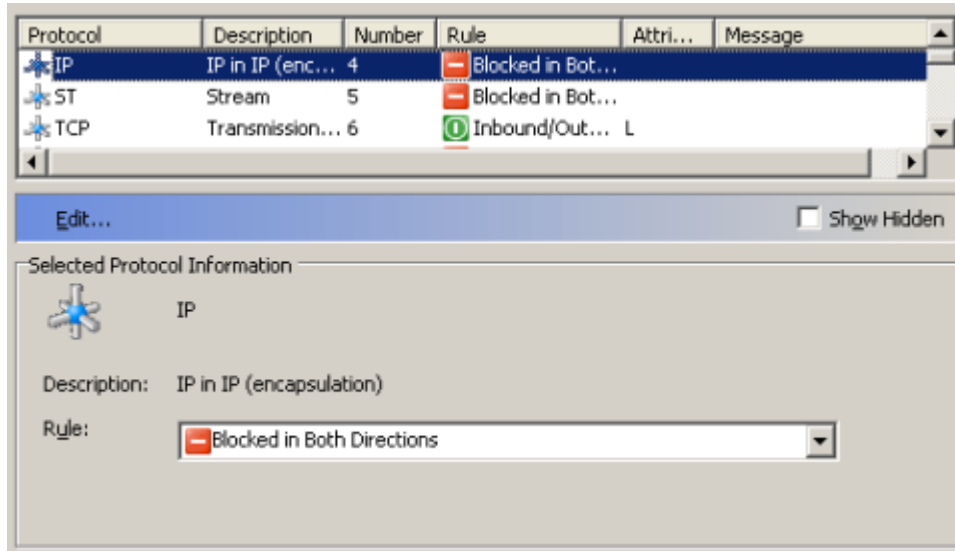 Protocol Description Number Rule Attri... Message
IP IP in IP (enc... 4 Blocked in Bot...
ST Stream 5 Blocked in Bot...
TCP Transmission... 6 Inbound/Out... L
Edit... Show Hidden
Selected Protocol Information
IP
Description: IP in IP (encapsulation)
Rule: Blocked in Both Directions